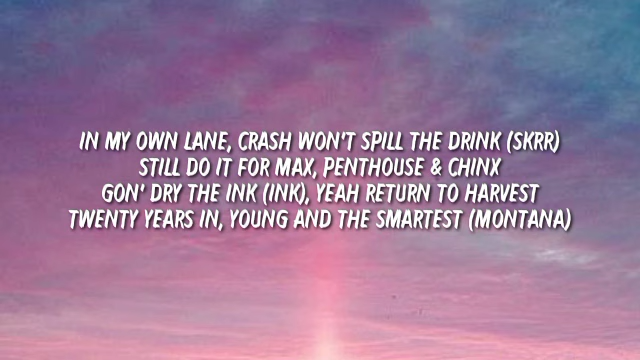 IN MY OWN LANE, CRASH WON'T SPILL THE DRINK (SKRR)
STILL DO IT FOR MAX, PENTHOUSE & CHINX
GON' DRY THE INK (INK), YEAH RETURN TO HARVEST
TWENTY YEARS IN, YOUNG AND THE SMARTEST (MONTANA)